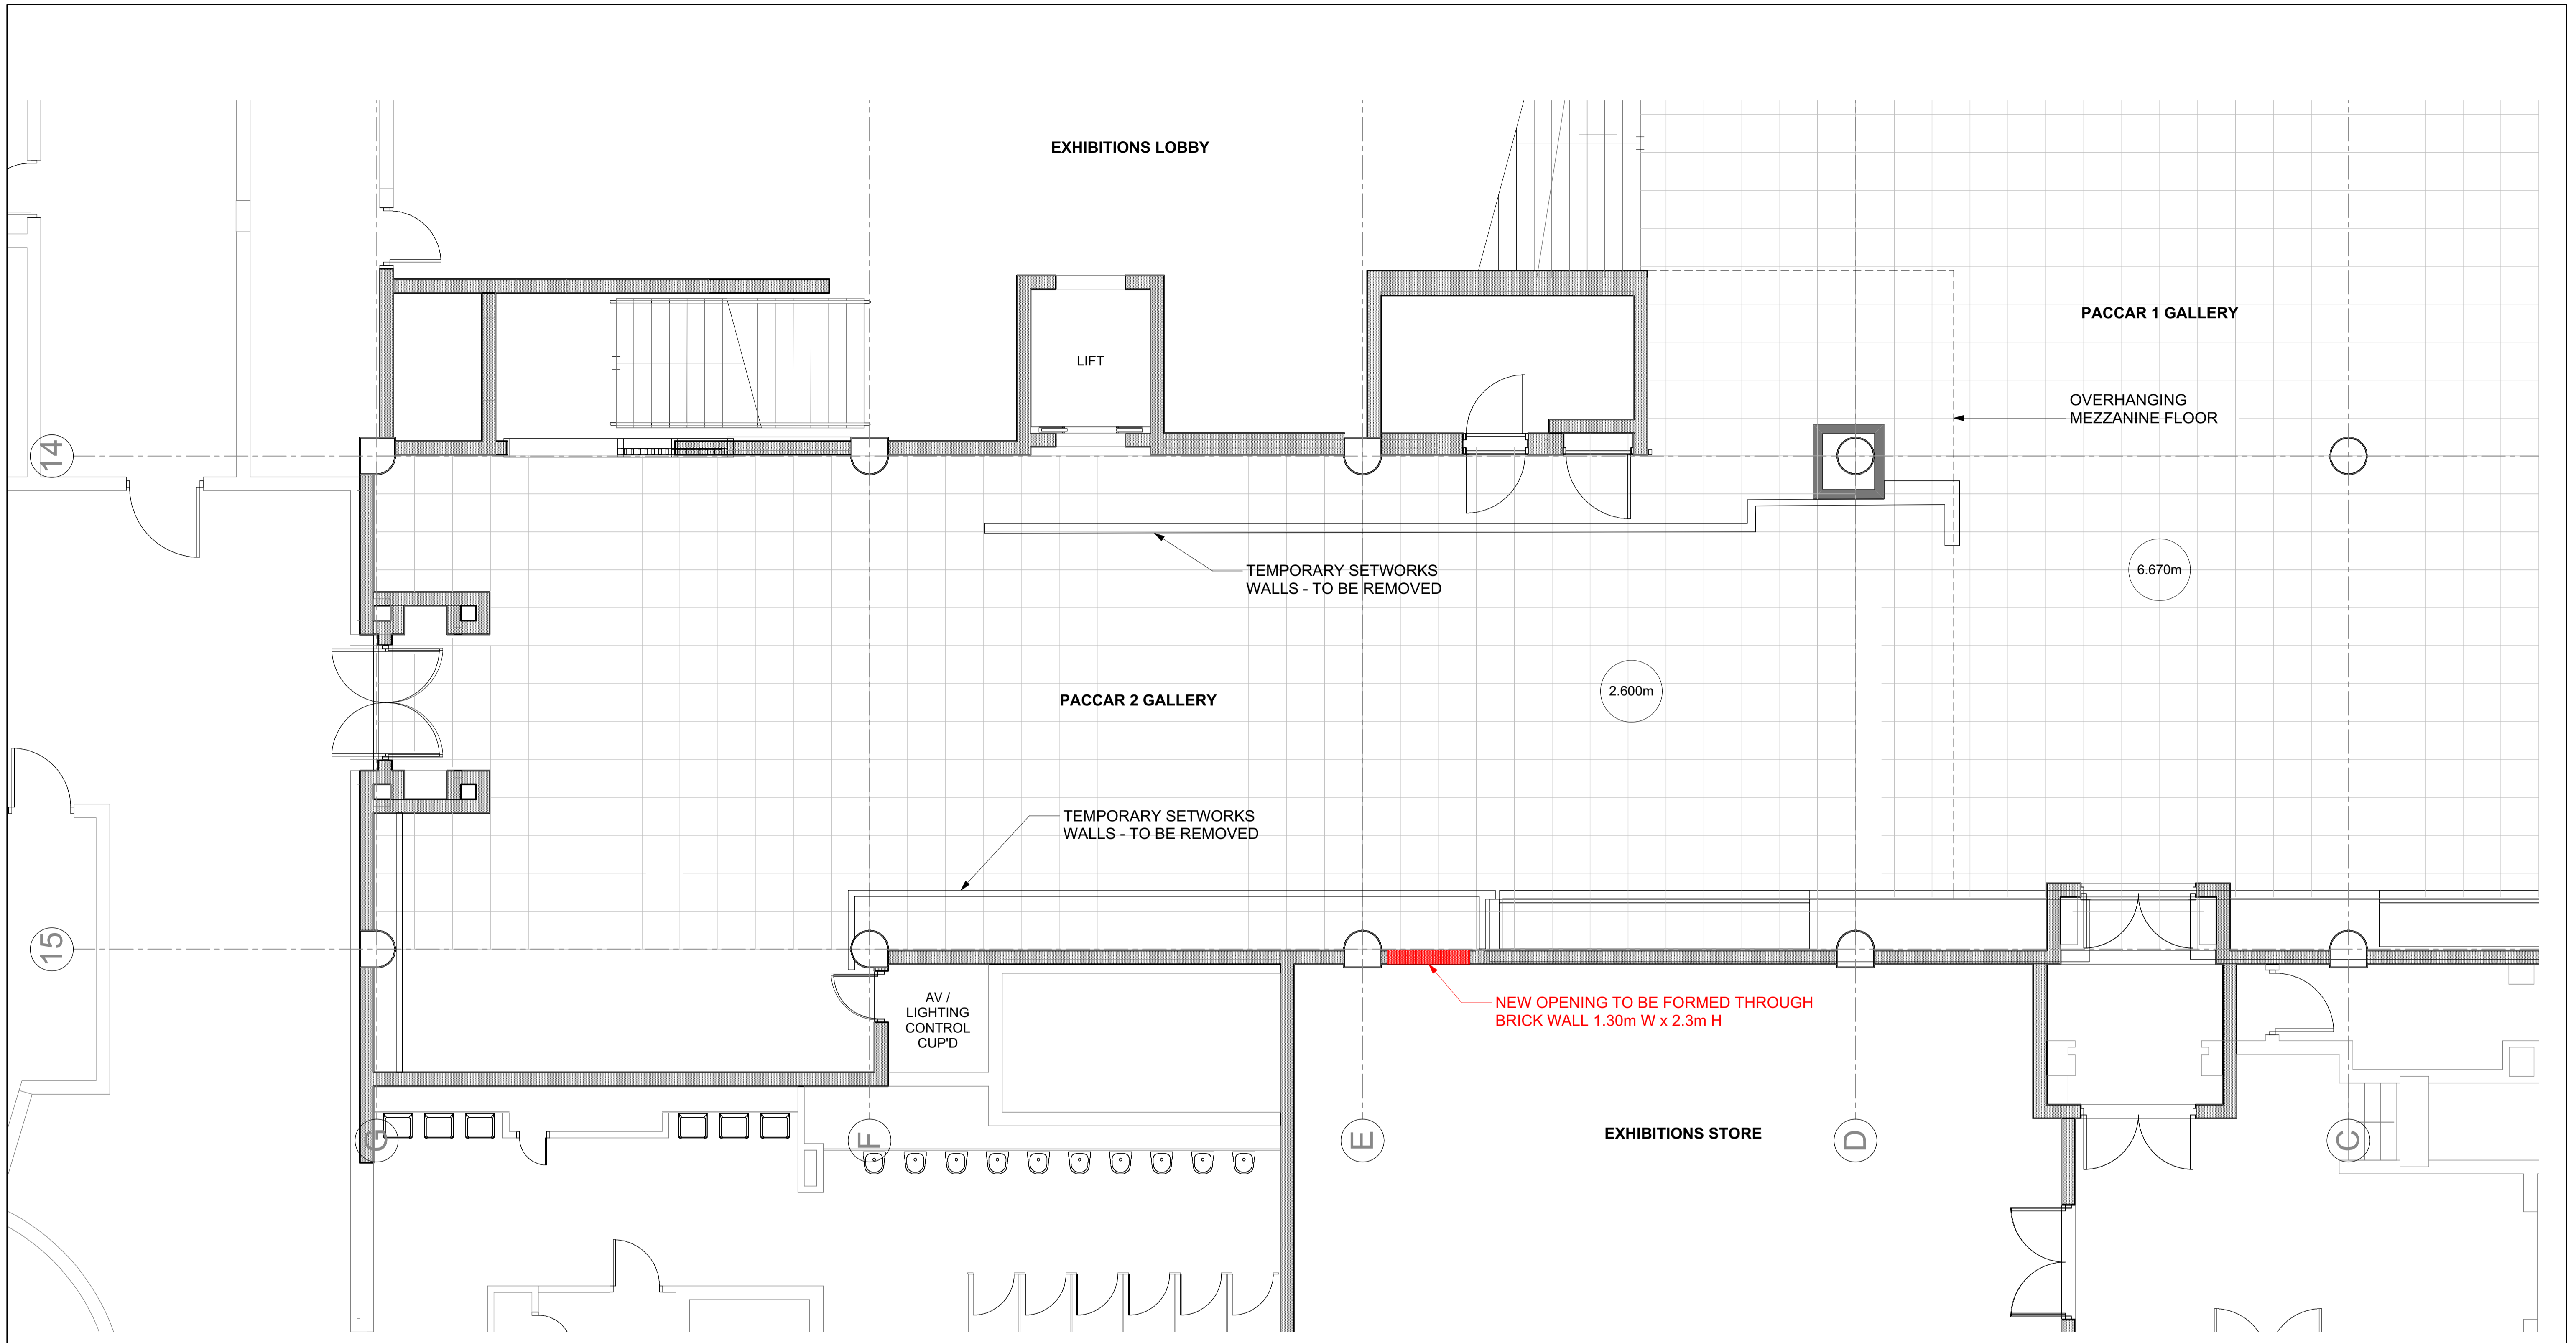 EXHIBITIONS LOBBY
PACCAR 1 GALLERY
LIFT
OVERHANGING
MEZZANINE FLOOR
14
TEMPORARY SETWORKS
WALLS - TO BE REMOVED
6.670m
2.600m
PACCAR 2 GALLERY
TEMPORARY SETWORKS
WALLS - TO BE REMOVED
15
AV /
LIGHTING
CONTROL
CUP'D
NEW OPENING TO BE FORMED THROUGH
BRICK WALL 1.30m W x 2.3m H
EXHIBITIONS STORE
G
F
E
D
C